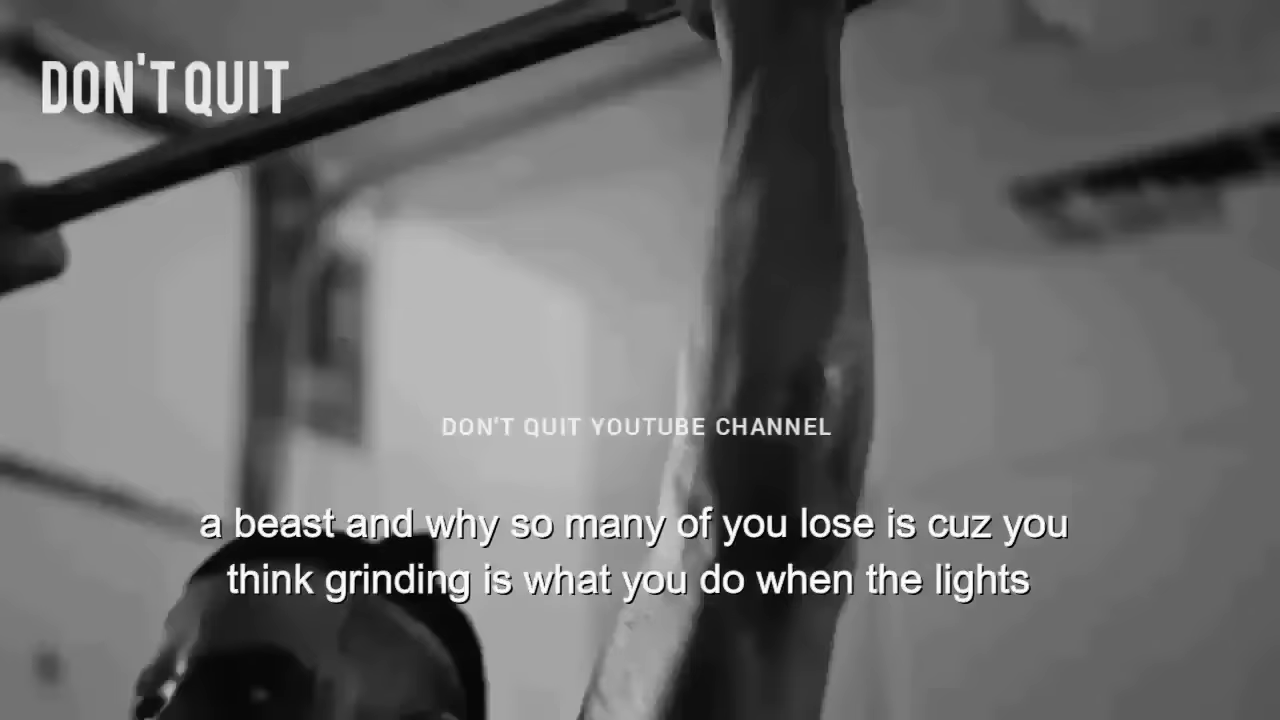 DON'T QUIT
DON'T QUIT YOUTUBE CHANNEL
a beast and why so many of you lose is cuz you
think grinding is what you do when the lights